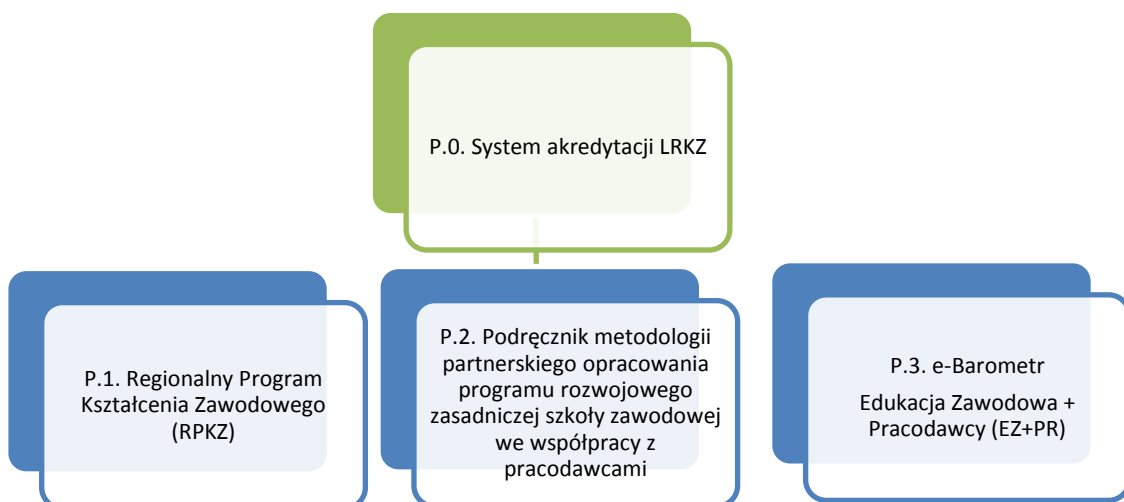 P.0. System akredytacji LRKZ
P.1. Regionalny Program
Kształcenia Zawodowego
(RPKZ)
P.2. Podręcznik metodologii
partnerskiego opracowania
programu rozwojowego
zasadniczej szkoły zawodowej
we współpracy z
pracodawcami
P.3. e-Barometr
Edukacja Zawodowa +
Pracodawcy (EZ+PR)